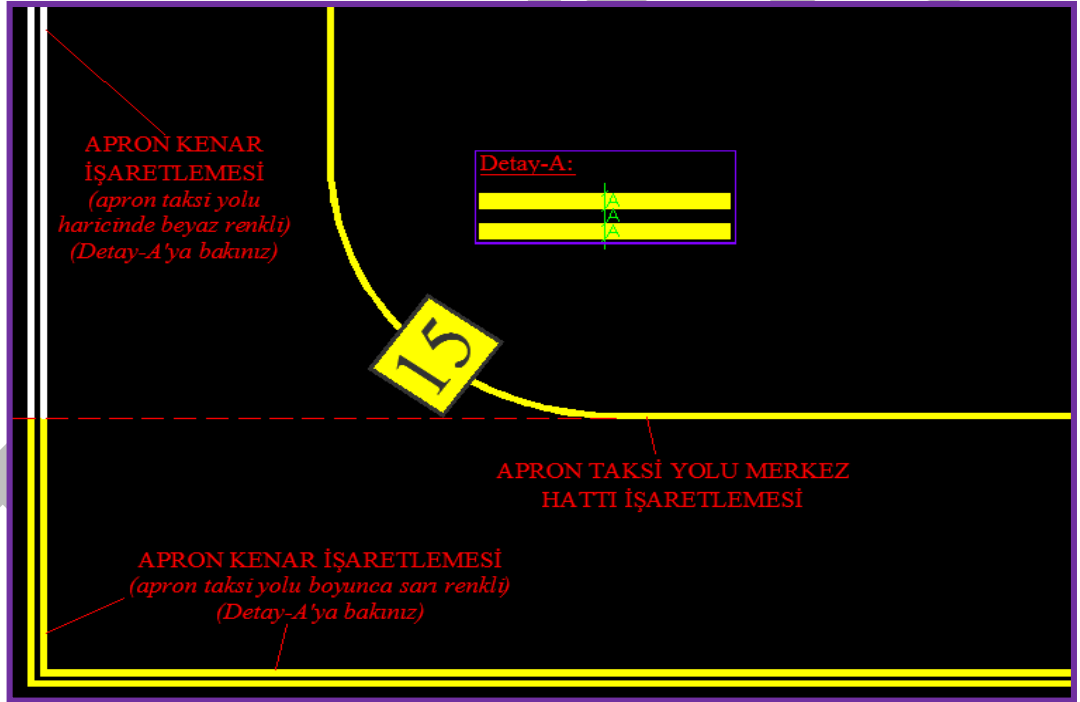 APRON KENAR
İŞARETLEMESİ
(apron taksi yolu
haricinde beyaz renkli)
(Detay-A'ya bakınız)
Detay-A:
A
A
A
15
APRON TAKSİ YOLU MERKEZ
HATTI İŞARETLEMESİ
APRON KENAR İŞARETLEMESİ
(apron taksi yolu boyunca sarı renkli)
(Detay-A'ya bakınız)